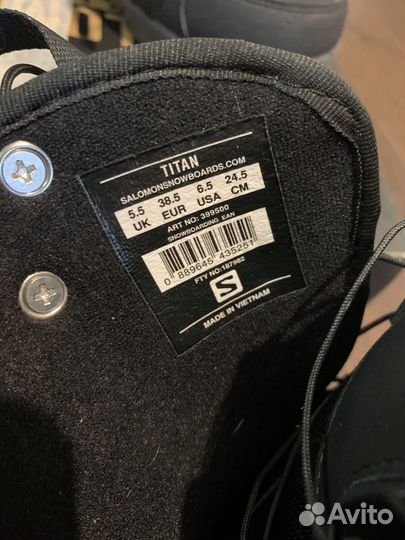 TITAN
SALOMONSNOWBOARDS.COM
5.5 38.5 6.5 24.5
UK EUR USA CM
ART NO: 399500
SNOWBOARDING EAN
0 889645 435251
FTY NO:187982
S
MADE IN VIETNAM
Avito